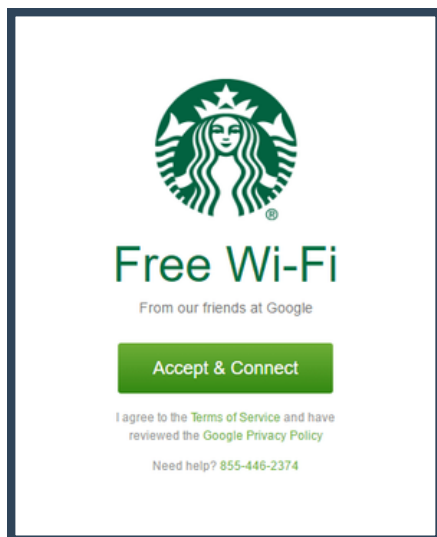 ®
Free Wi-Fi
From our friends at Google
Accept & Connect
I agree to the Terms of Service and have
reviewed the Google Privacy Policy
Need help? 855-446-2374